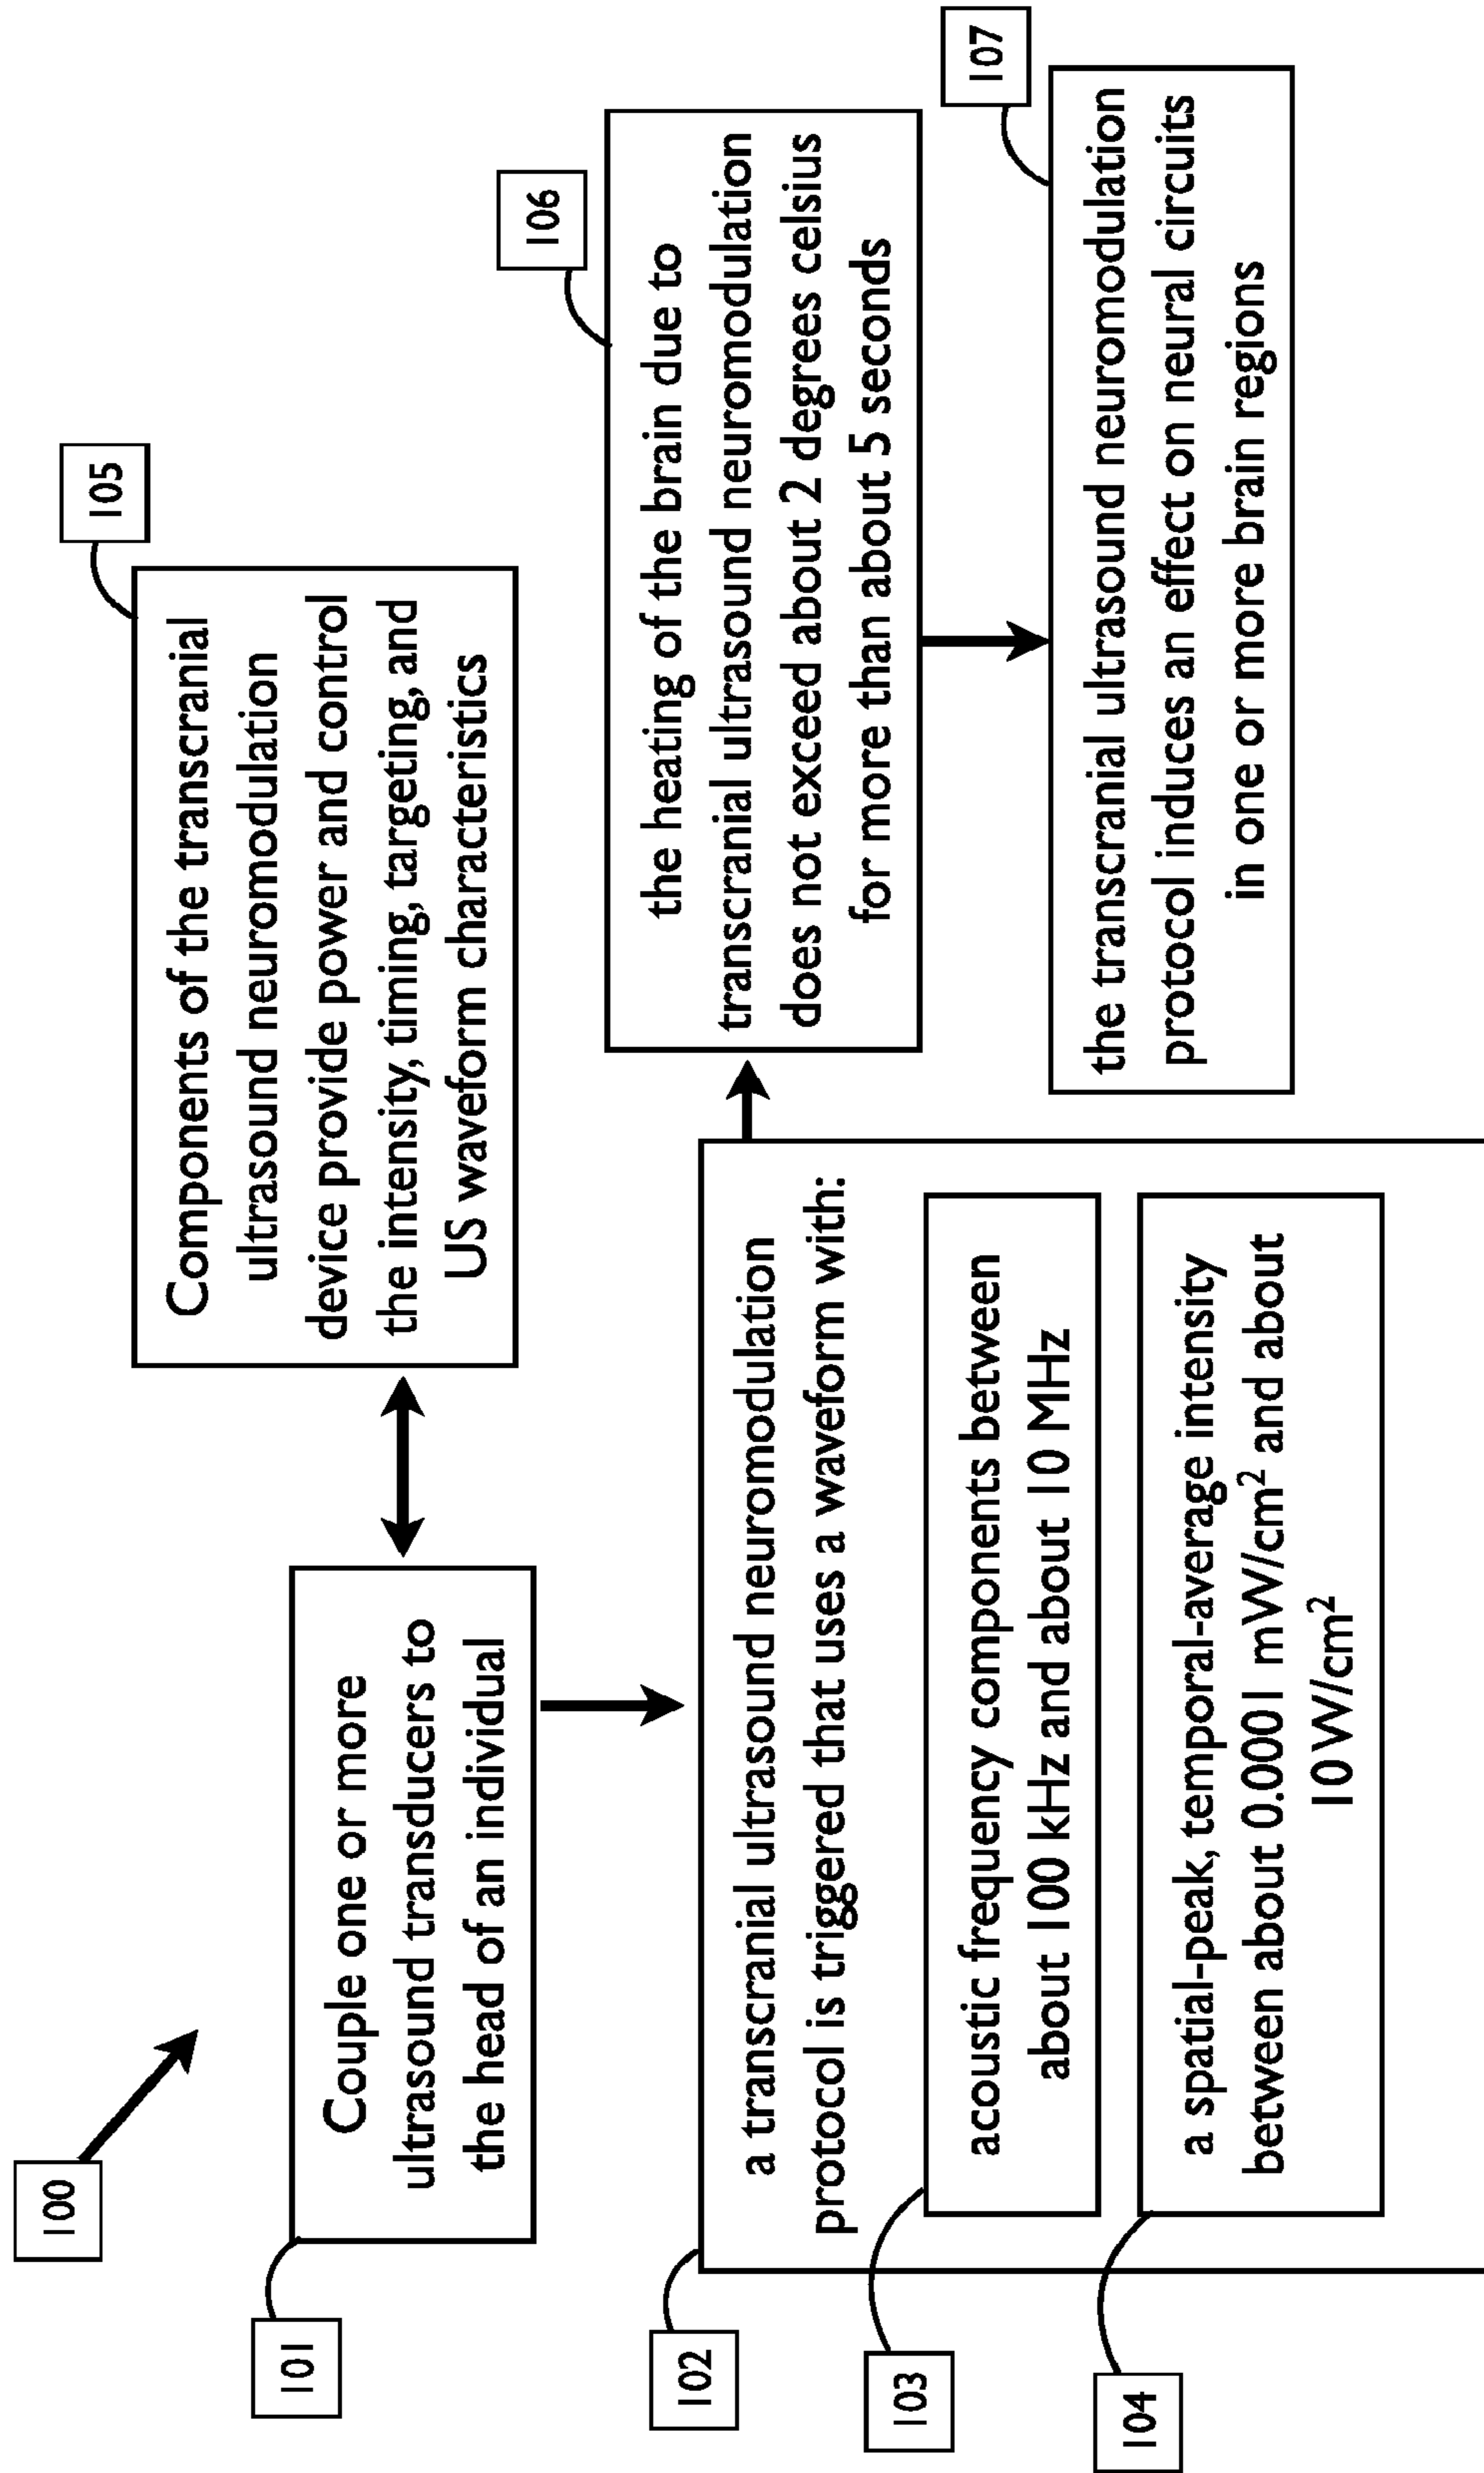 100
101
Couple one or more
ultrasound transducers to
the head of an individual
105
Components of the transcranial
ultrasound neuromodulation
device provide power and control
the intensity, timing, targeting, and
US waveform characteristics
102
a transcranial ultrasound neuromodulation
protocol is triggered that uses a waveform with:
103
acoustic frequency components between
about 100 kHz and about 10 MHz
104
a spatial-peak, temporal-average intensity
between about 0.0001 mW/cm² and about
10 W/cm²
106
the heating of the brain due to
transcranial ultrasound neuromodulation
does not exceed about 2 degrees celsius
for more than about 5 seconds
107
the transcranial ultrasound neuromodulation
protocol induces an effect on neural circuits
in one or more brain regions